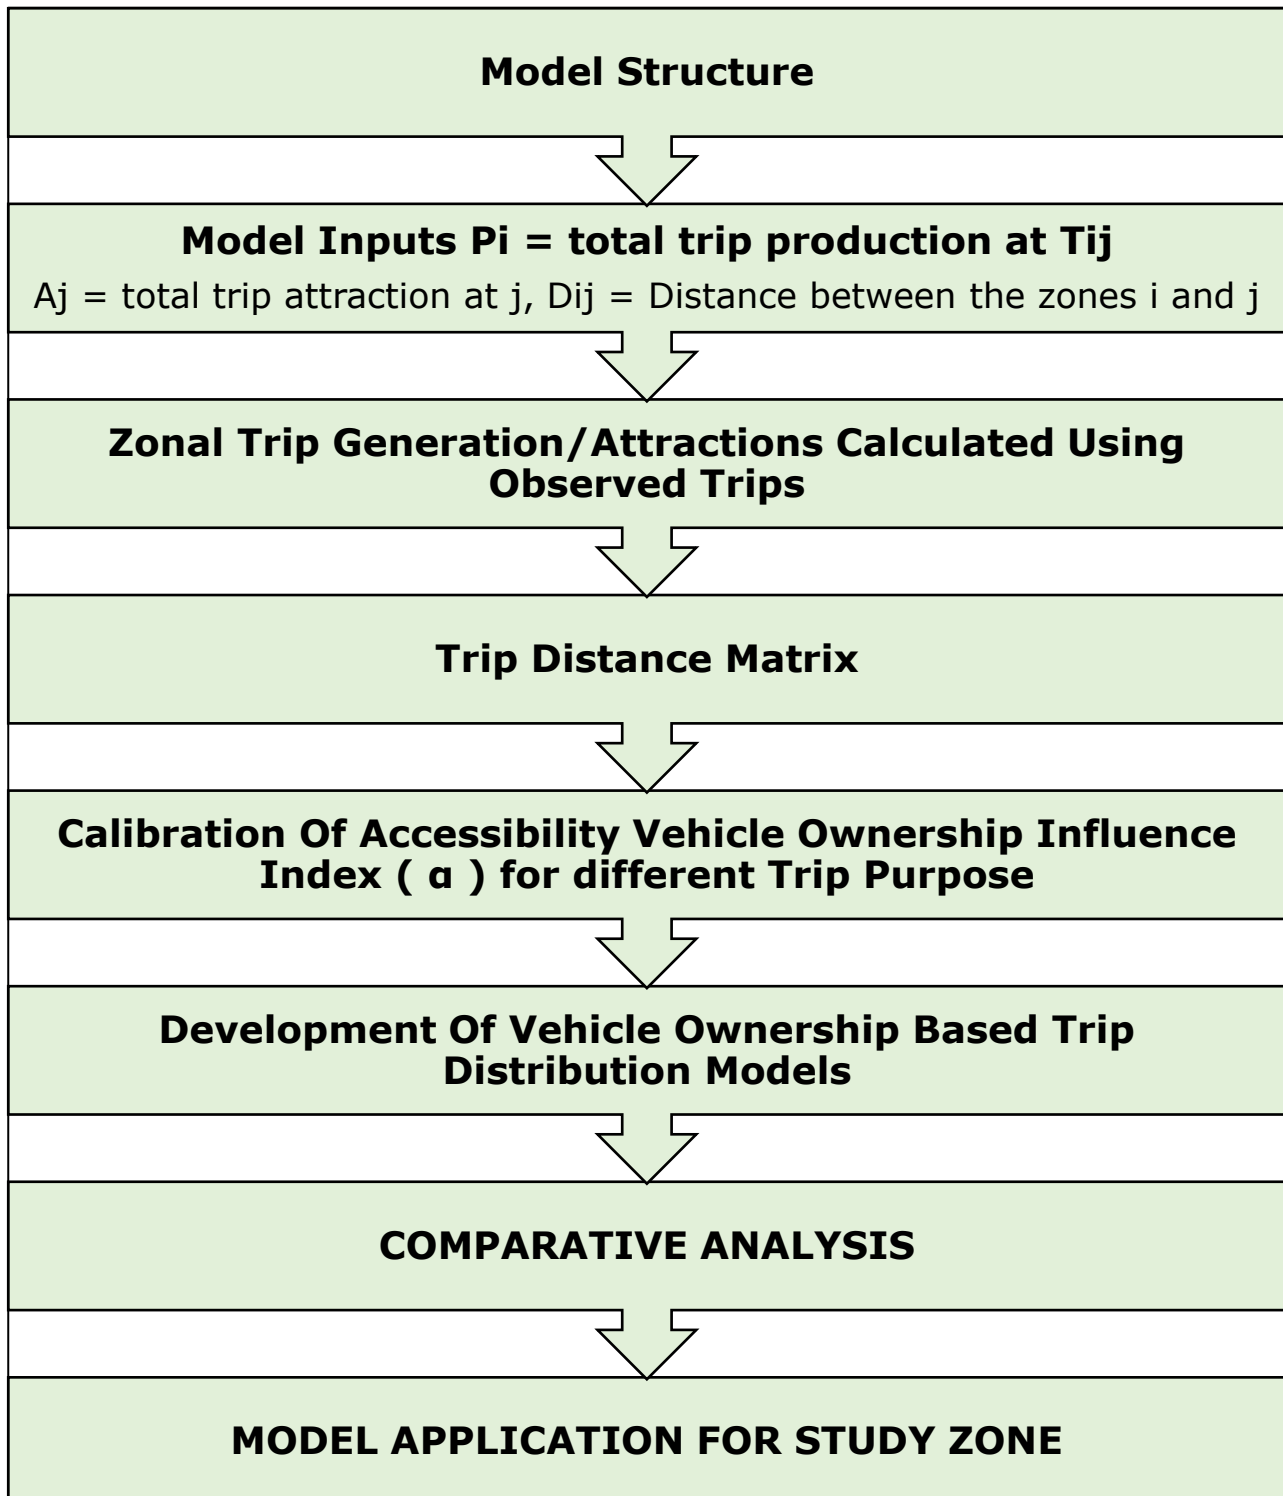 Model Structure
Model Inputs Pi = total trip production at Tij
Aj = total trip attraction at j, Dij = Distance between the zones i and j
Zonal Trip Generation/Attractions Calculated Using
Observed Trips
Trip Distance Matrix
Calibration Of Accessibility Vehicle Ownership Influence
Index ( α ) for different Trip Purpose
Development Of Vehicle Ownership Based Trip
Distribution Models
COMPARATIVE ANALYSIS
MODEL APPLICATION FOR STUDY ZONE